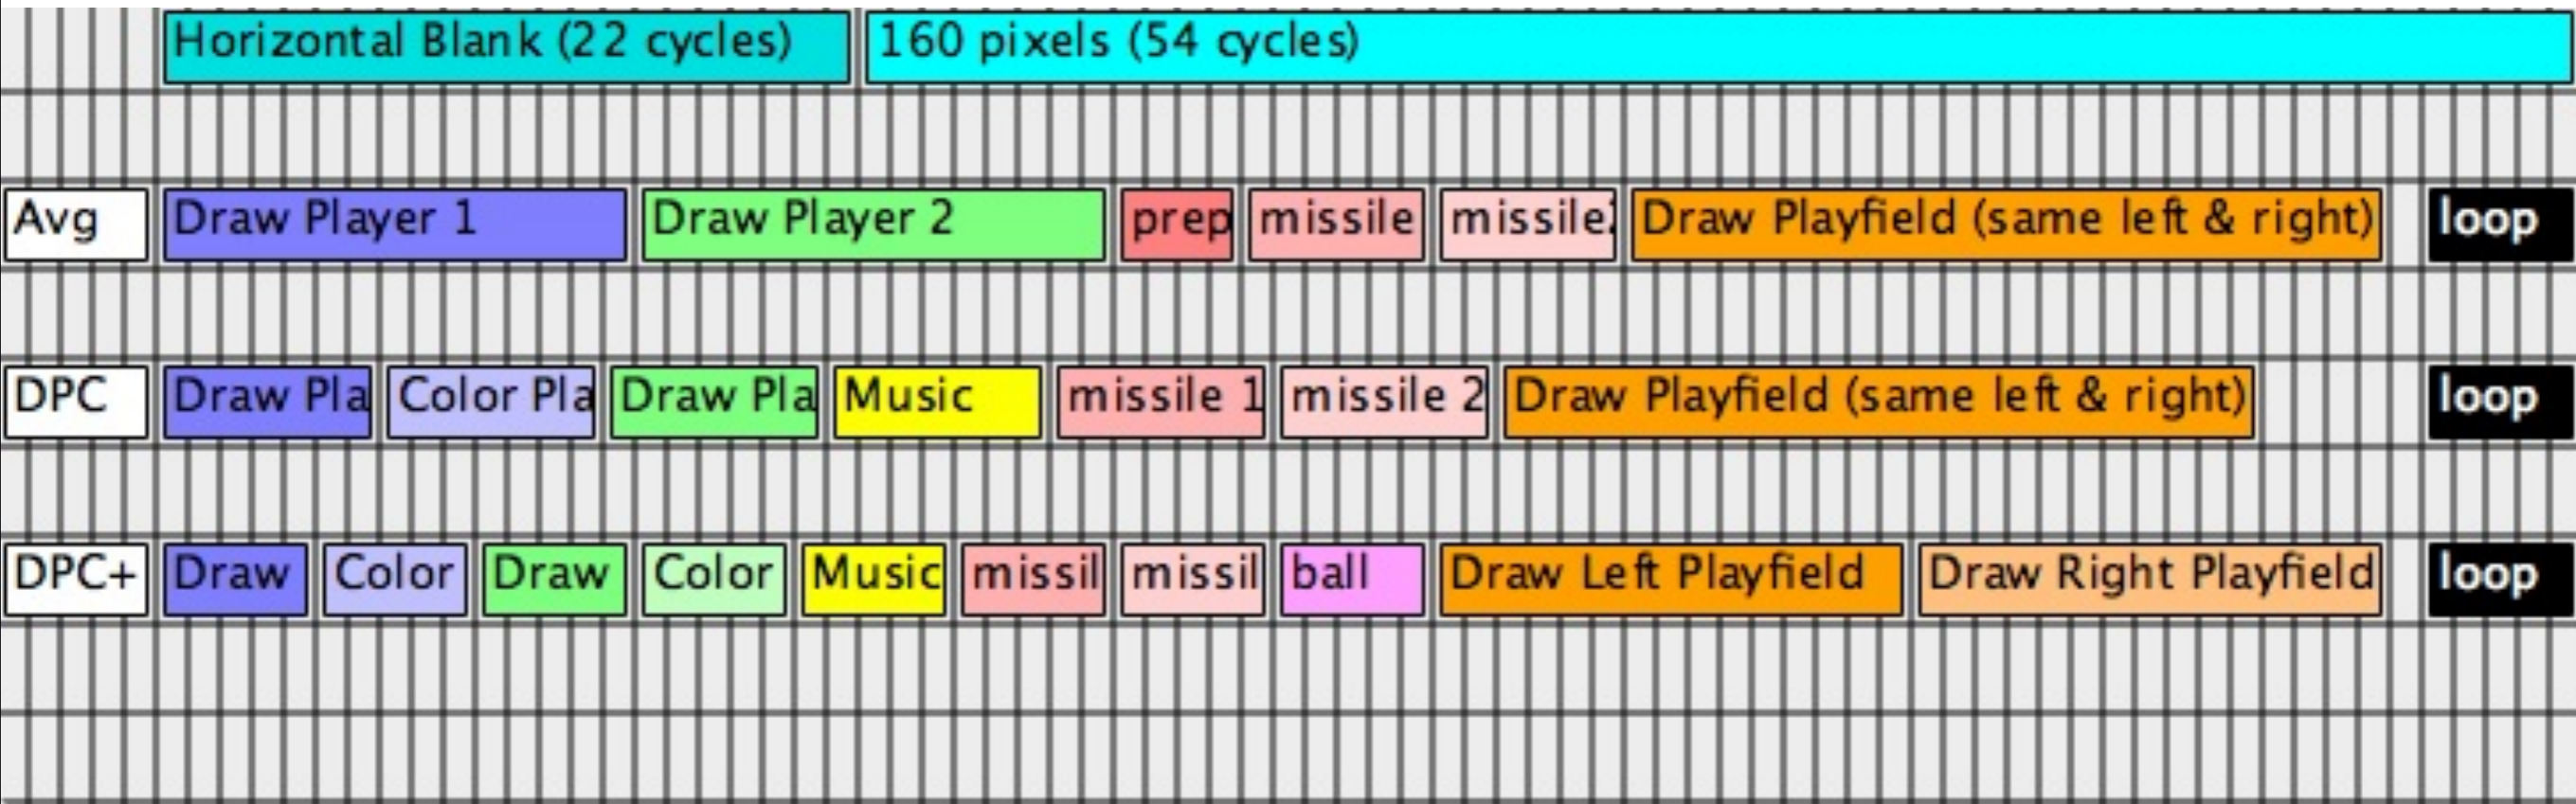 Horizontal Blank (22 cycles) 160 pixels (54 cycles)
Avg Draw Player 1 Draw Player 2 prep missile missile2 Draw Playfield (same left & right) loop
DPC Draw Pla Color Pla Draw Pla Music missile 1 missile 2 Draw Playfield (same left & right) loop
DPC+ Draw Color Draw Color Music missil missil ball Draw Left Playfield Draw Right Playfield loop